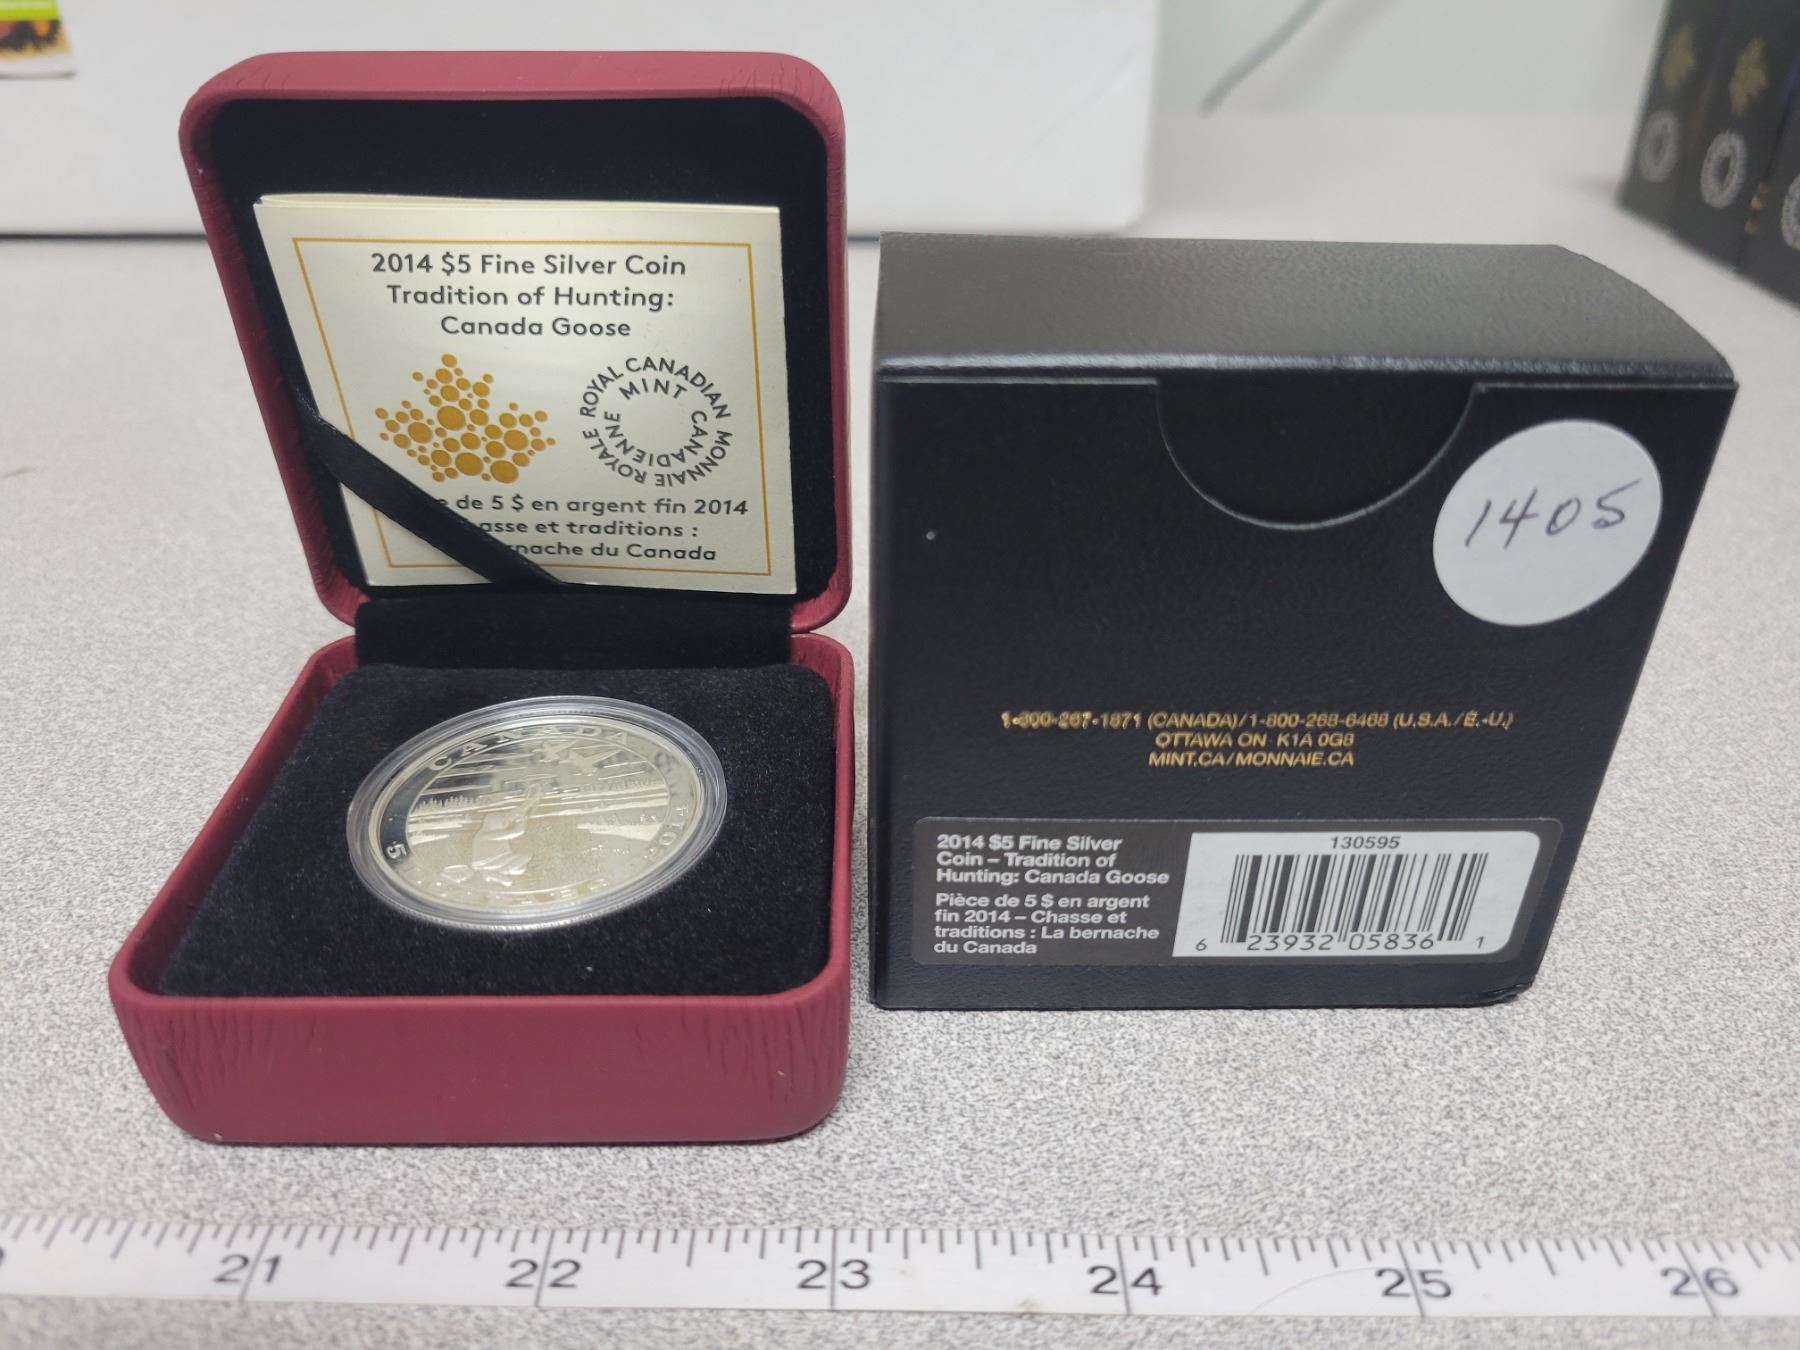 2014 $5 Fine Silver Coin
Tradition of Hunting:
Canada Goose
ROYAL CANADIAN MINT
MONNAIE ROYALE CANADIENNE
de 5 $ en argent fin 2014
asse et traditions :
nache du Canada
CANADA
2014
5
1405
1-800-267-1871 (CANADA)/1-800-268-6468 (U.S.A./É.-U.)
OTTAWA ON K1A 0G8
MINT.CA/MONNAIE.CA
2014 $5 Fine Silver
Coin – Tradition of
Hunting: Canada Goose
Pièce de 5 $ en argent
fin 2014 – Chasse et
traditions : La bernache
du Canada
130595
6 23932 05836 1
21 22 23 24 25 26